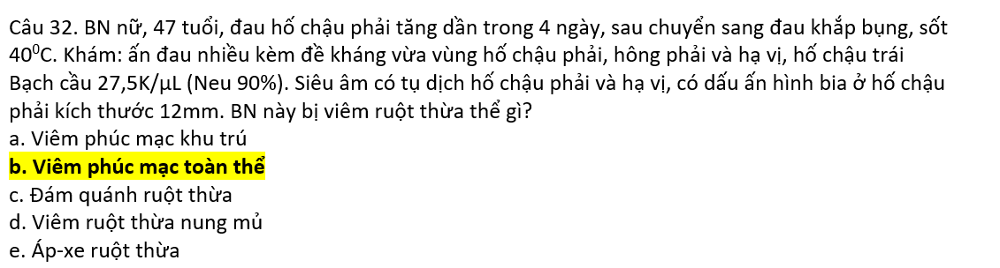 Câu 32. BN nữ, 47 tuổi, đau hố chậu phải tăng dần trong 4 ngày, sau chuyển sang đau khắp bụng, sốt
40⁰C. Khám: ấn đau nhiều kèm đề kháng vừa vùng hố chậu phải, hông phải và hạ vị, hố chậu trái
Bạch cầu 27,5K/µL (Neu 90%). Siêu âm có tụ dịch hố chậu phải và hạ vị, có dấu ấn hình bia ở hố chậu
phải kích thước 12mm. BN này bị viêm ruột thừa thể gì?
a. Viêm phúc mạc khu trú
b. Viêm phúc mạc toàn thể
c. Đám quánh ruột thừa
d. Viêm ruột thừa nung mủ
e. Áp-xe ruột thừa